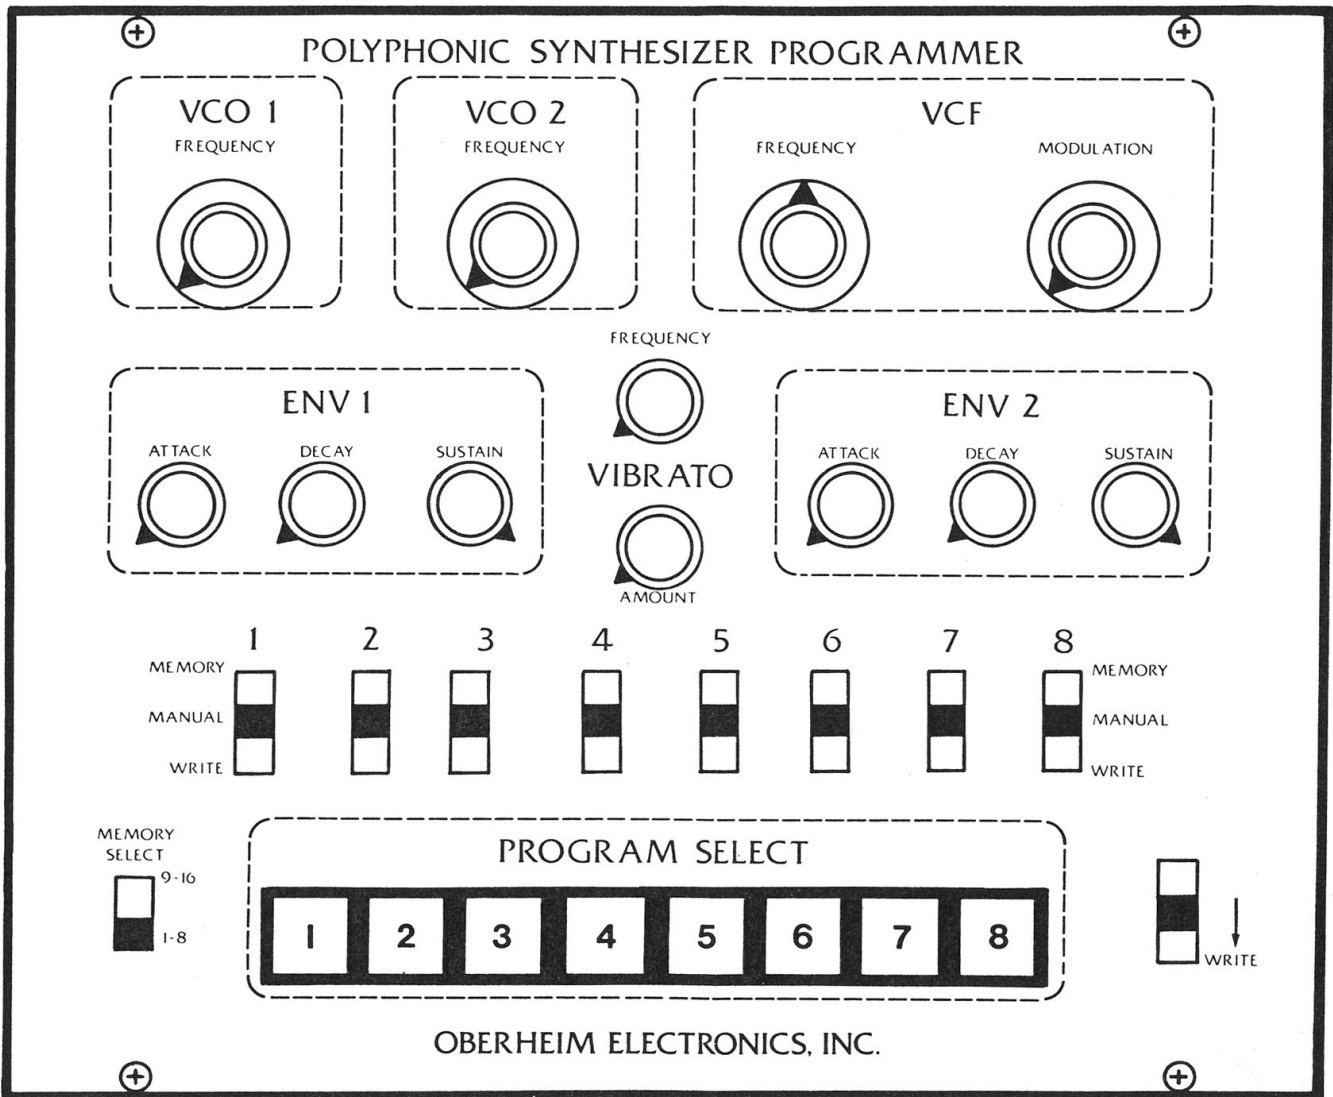 POLYPHONIC SYNTHESIZER PROGRAMMER
VCO 1
FREQUENCY
VCO 2
FREQUENCY
VCF
FREQUENCY
MODULATION
FREQUENCY
VIBRATO
AMOUNT
ENV 1
ATTACK
DECAY
SUSTAIN
ENV 2
ATTACK
DECAY
SUSTAIN
1 2 3 4 5 6 7 8
MEMORY
MANUAL
WRITE
MEMORY
MANUAL
WRITE
MEMORY
SELECT
9-16
1-8
PROGRAM SELECT
1 2 3 4 5 6 7 8
WRITE
OBERHEIM ELECTRONICS, INC.